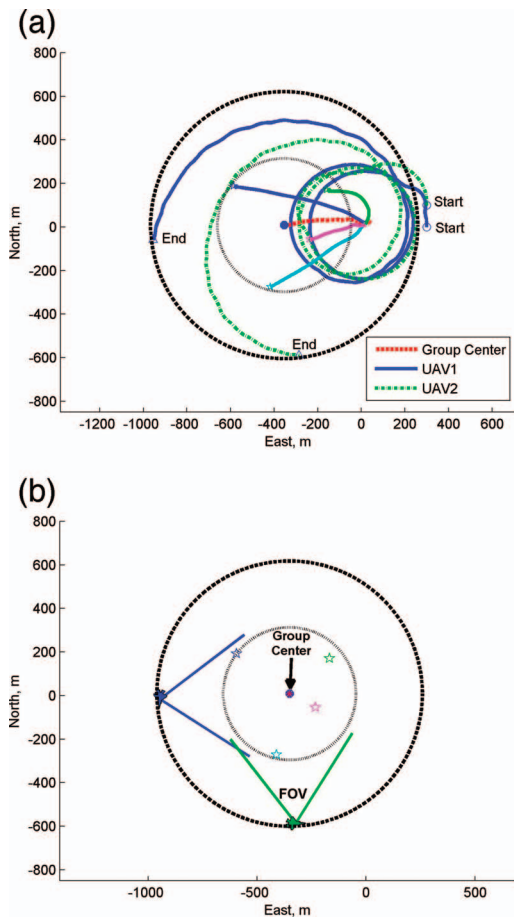 (a)
800
600
400
200
0
-200
-400
-600
-800
North, m
Start
Start
End
End
Group Center
UAV1
UAV2
-1200 -1000 -800 -600 -400 -200 0 200 400 600
East, m
(b)
800
600
400
200
0
-200
-400
-600
-800
North, m
Group
Center
FOV
-1000 -500 0 500
East, m